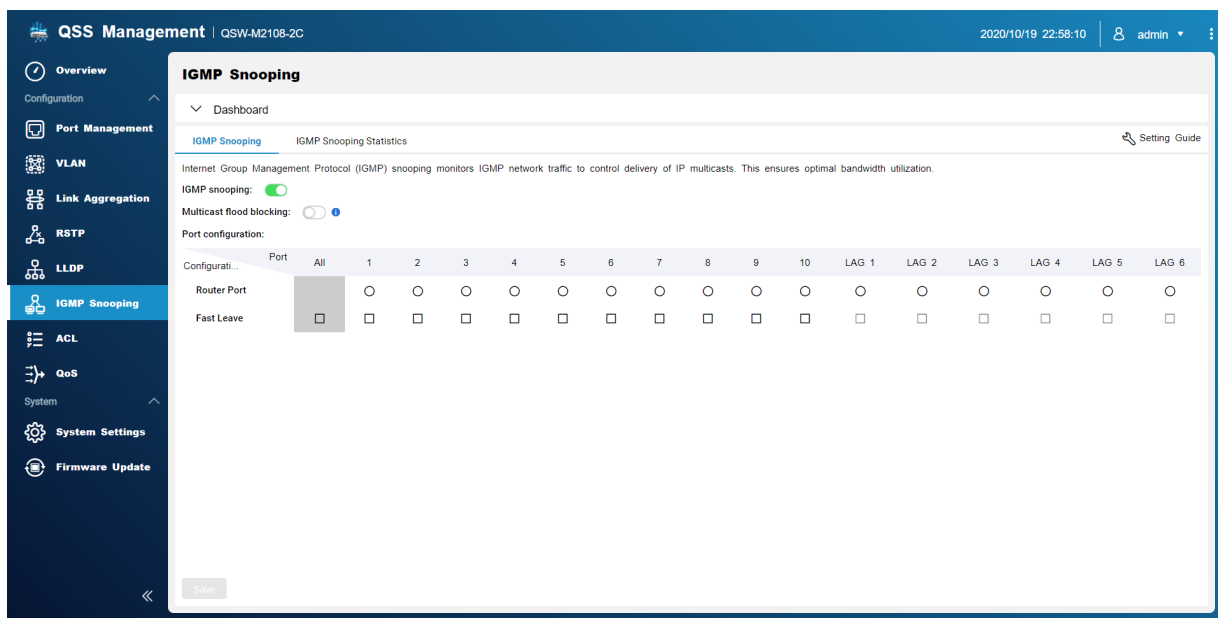 QSS Management | QSW-M2108-2C 2020/10/19 22:58:10 admin
Overview
Configuration
Port Management
VLAN
Link Aggregation
RSTP
LLDP
IGMP Snooping
ACL
QoS
System
System Settings
Firmware Update
IGMP Snooping
Dashboard
IGMP Snooping IGMP Snooping Statistics Setting Guide
Internet Group Management Protocol (IGMP) snooping monitors IGMP network traffic to control delivery of IP multicasts. This ensures optimal bandwidth utilization.
IGMP snooping:
Multicast flood blocking:
Port configuration:
Configurati... Port All 1 2 3 4 5 6 7 8 9 10 LAG 1 LAG 2 LAG 3 LAG 4 LAG 5 LAG 6
Router Port
Fast Leave
Save